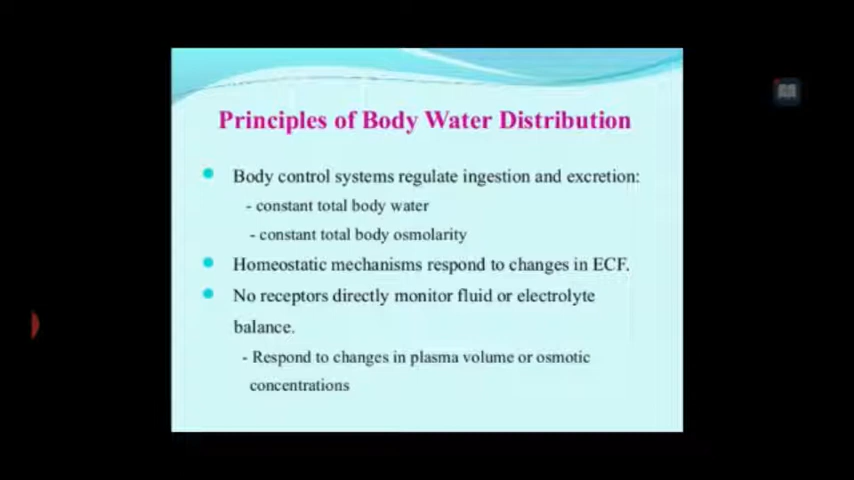 Principles of Body Water Distribution
Body control systems regulate ingestion and excretion:
- constant total body water
- constant total body osmolarity
Homeostatic mechanisms respond to changes in ECF.
No receptors directly monitor fluid or electrolyte
balance.
- Respond to changes in plasma volume or osmotic
concentrations